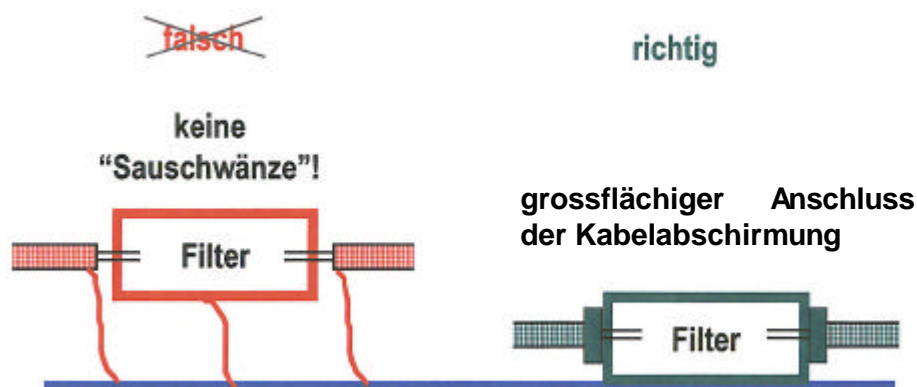 falsch
keine
“Sauschwänze”!
Filter
richtig
grossflächiger Anschluss
der Kabelabschirmung
Filter